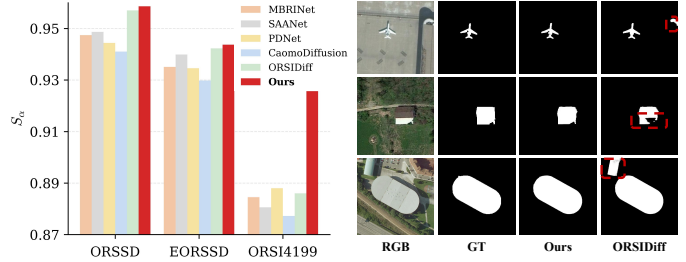 0.95
0.93
0.91
0.89
0.87
Sα
ORSSD EORSSD ORSI4199
MBRINet
SAANet
PDNet
CaomoDiffusion
ORSIDiff
Ours
RGB GT Ours ORSIDiff